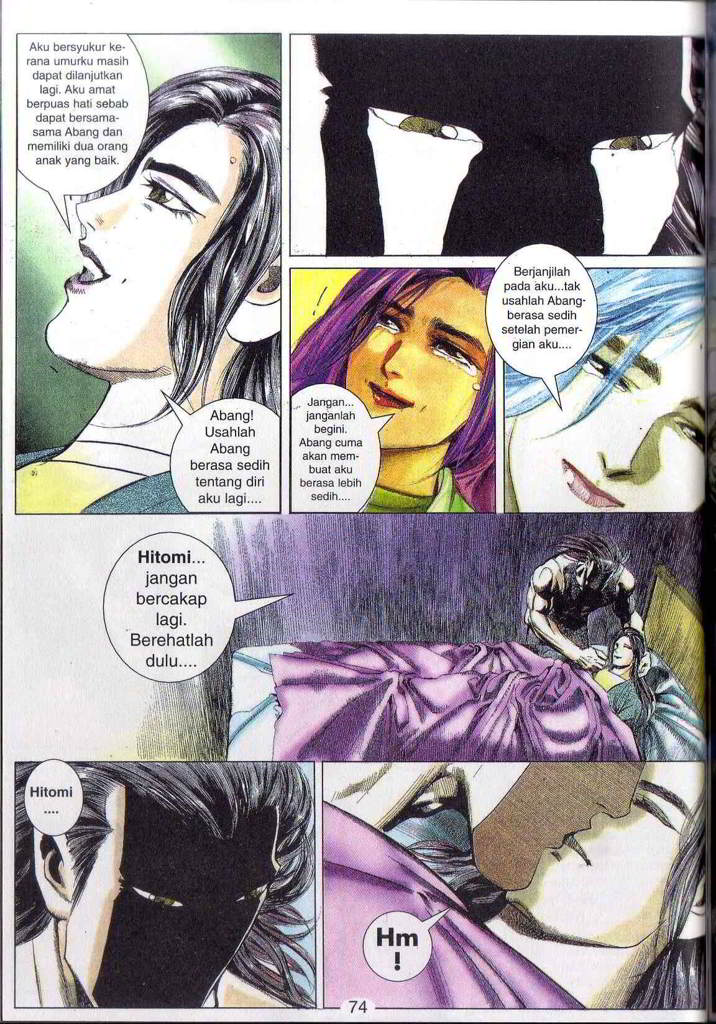 Aku bersyukur ke-
rana umurku masih
dapat dilanjutkan
lagi. Aku amat
berpuas hati sebab
dapat bersama-
sama Abang dan
memiliki dua orang
anak yang baik.
Abang!
Usahlah
Abang
berasa sedih
tentang diri
aku lagi....
Jangan...
janganlah
begini.
Abang cuma
akan mem-
buat aku
berasa lebih
sedih....
Berjanjilah
pada aku...tak
usahlah Abang-
berasa sedih
setelah pemer-
gian aku....
Hitomi...
jangan
bercakap
lagi.
Berehatlah
dulu....
Hitomi
....
Hm
!
74